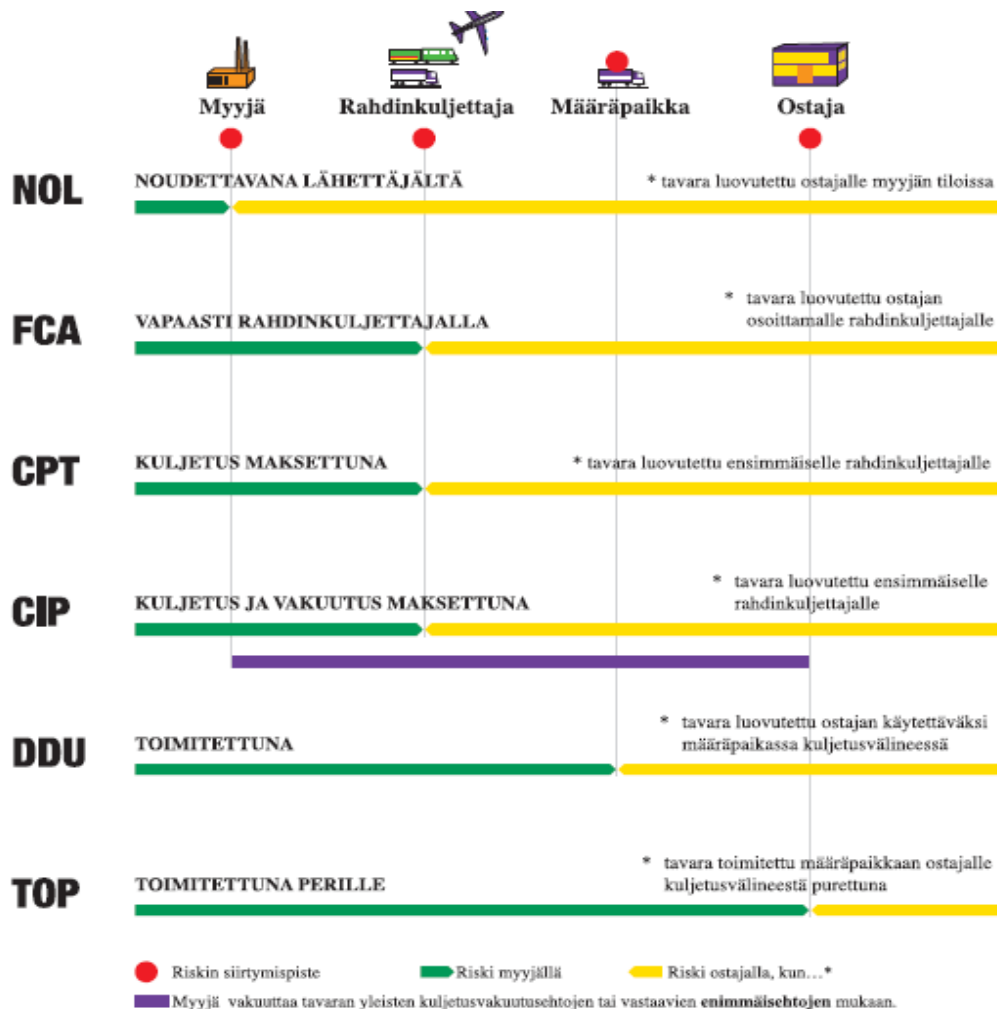 Myyjä Rahdinkuljettaja Määräpaikka Ostaja
NOL
NOUDETTAVANA LÄHETTÄJÄLTÄ
* tavara luovutettu ostajalle myyjän tiloissa
FCA
VAPAASTI RAHDINKULJETTAJALLA
* tavara luovutettu ostajan
osoittamalle rahdinkuljettajalle
CPT
KULJETUS MAKSETTUNA
* tavara luovutettu ensimmäiselle rahdinkuljettajalle
CIP
KULJETUS JA VAKUUTUS MAKSETTUNA
* tavara luovutettu ensimmäiselle
rahdinkuljettajalle
DDU
TOIMITETTUNA
* tavara luovutettu ostajan käytettäväksi
määräpaikassa kuljetusvälineessä
TOP
TOIMITETTUNA PERILLE
* tavara toimitettu määräpaikkaan ostajalle
kuljetusvälineestä purettuna
Riskin siirtymispiste Riski myyjällä Riski ostajalla, kun...*
Myyjä vakuuttaa tavaran yleisten kuljetusvakuutusehtojen tai vastaavien enimmäisehtojen mukaan.